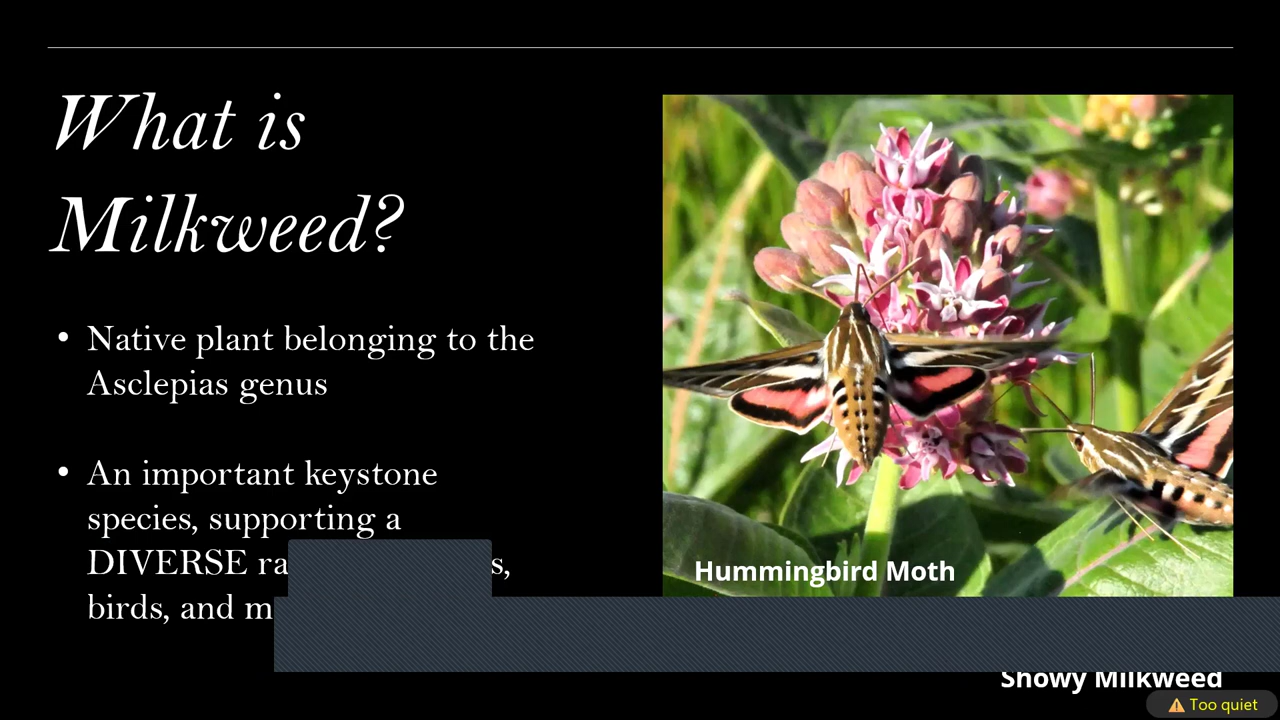 What is
Milkweed?
• Native plant belonging to the
Asclepias genus
• An important keystone
species, supporting a
DIVERSE
birds, and
Hummingbird Moth
Showy Milkweed
Too quiet